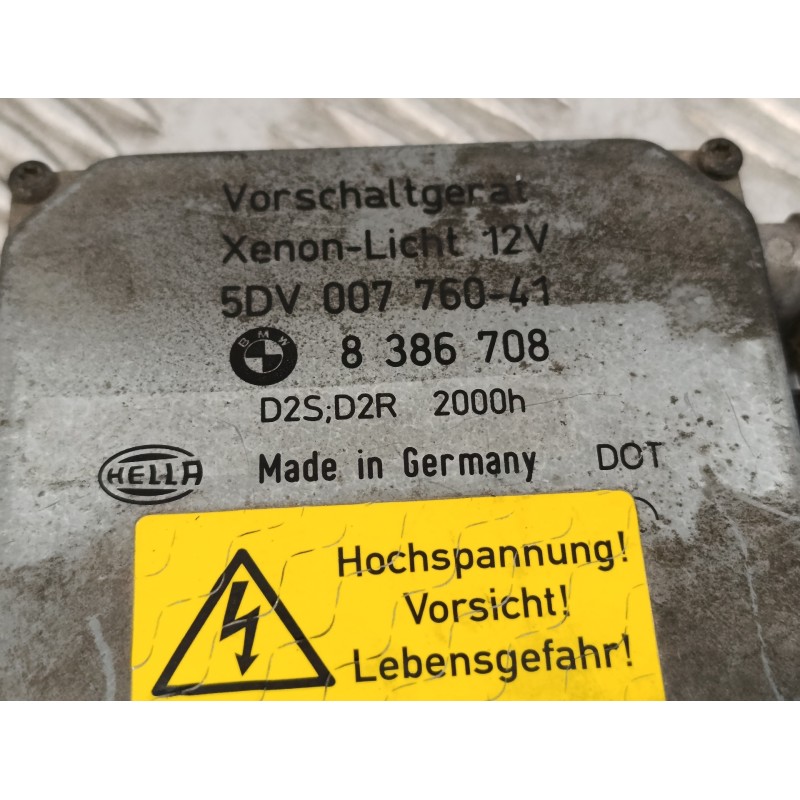 Vorschaltgerät
Xenon-Licht 12V
5DV 007 760-41
BMW 8 386 708
D2S;D2R 2000h
HELLA Made in Germany DOT
Hochspannung!
Vorsicht!
Lebensgefahr!